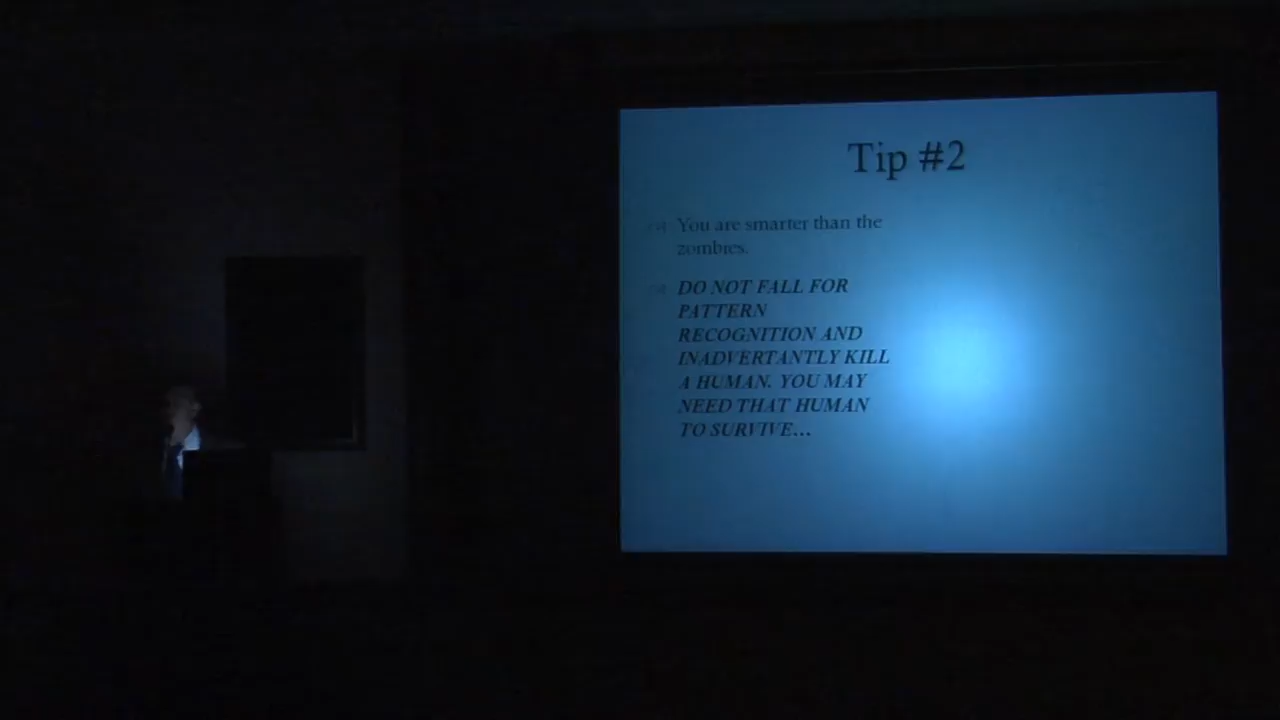 Tip #2
You are smarter than the
zombies.
DO NOT FALL FOR
PATTERN
RECOGNITION AND
INADVERTANTLY KILL
A HUMAN. YOU MAY
NEED THAT HUMAN
TO SURVIVE...